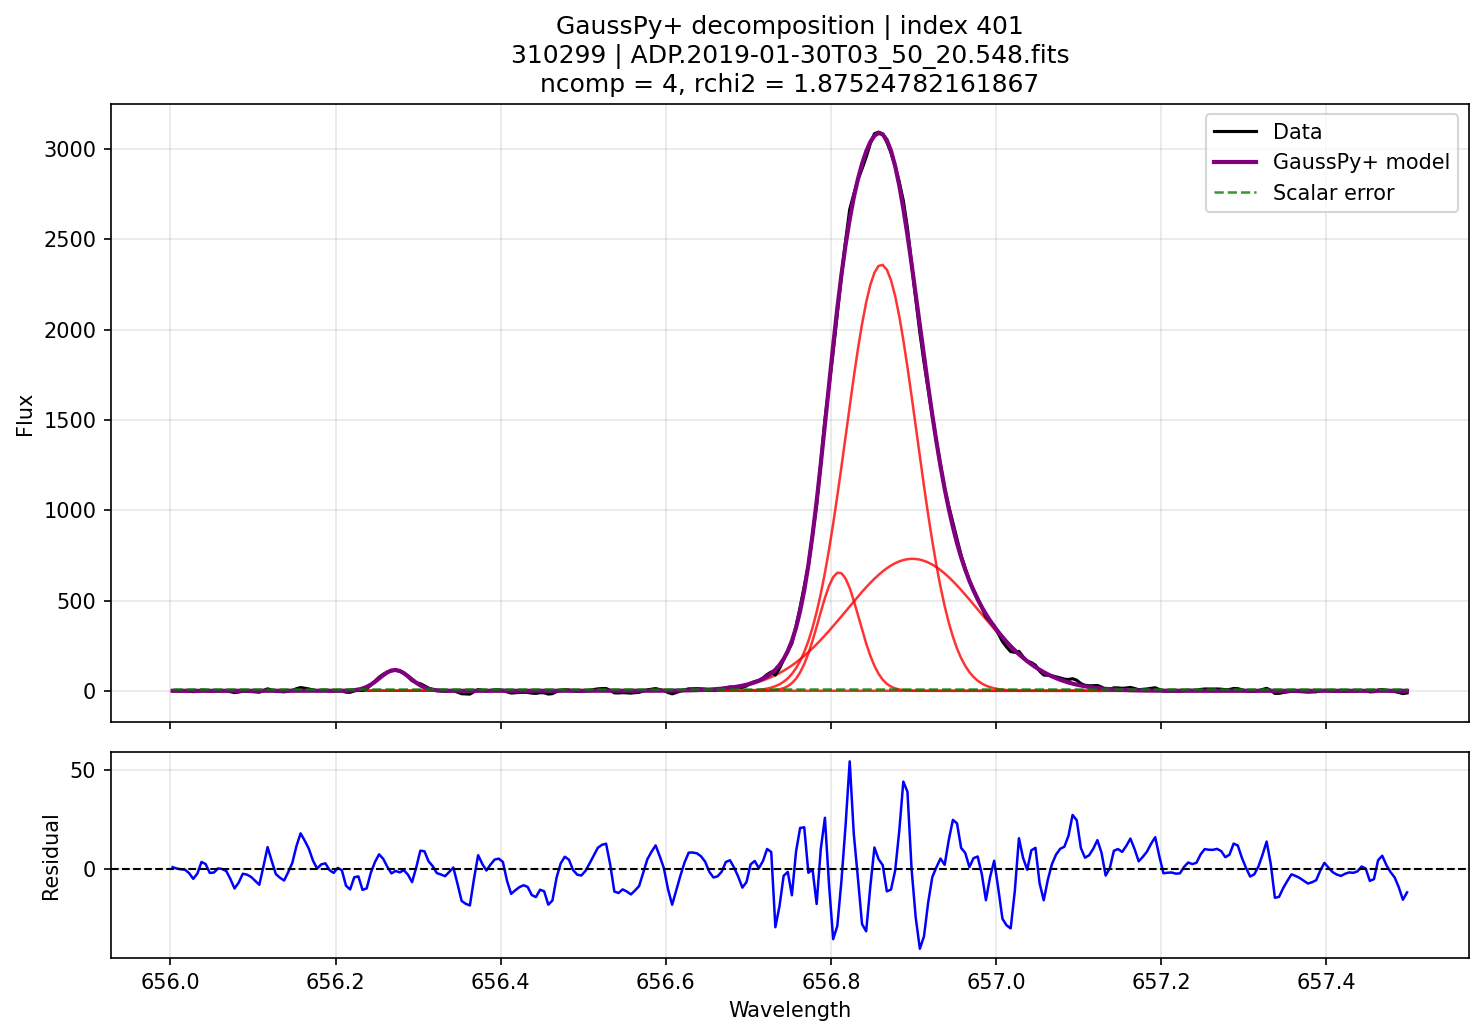 GaussPy+ decomposition | index 401
310299 | ADP.2019-01-30T03_50_20.548.fits
ncomp = 4, rchi2 = 1.87524782161867
Data
GaussPy+ model
Scalar error
Flux
3000
2500
2000
1500
1000
500
0
Residual
50
0
656.0 656.2 656.4 656.6 656.8 657.0 657.2 657.4
Wavelength